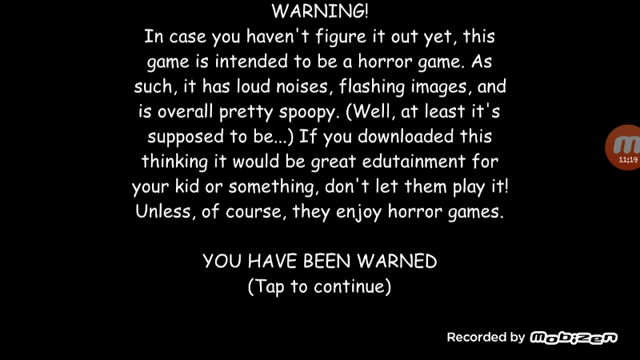 WARNING!
In case you haven't figure it out yet, this
game is intended to be a horror game. As
such, it has loud noises, flashing images, and
is overall pretty spoopy. (Well, at least it's
supposed to be...) If you downloaded this
thinking it would be great edutainment for
your kid or something, don't let them play it!
Unless, of course, they enjoy horror games.
YOU HAVE BEEN WARNED
(Tap to continue)
11:19
Recorded by mobizen